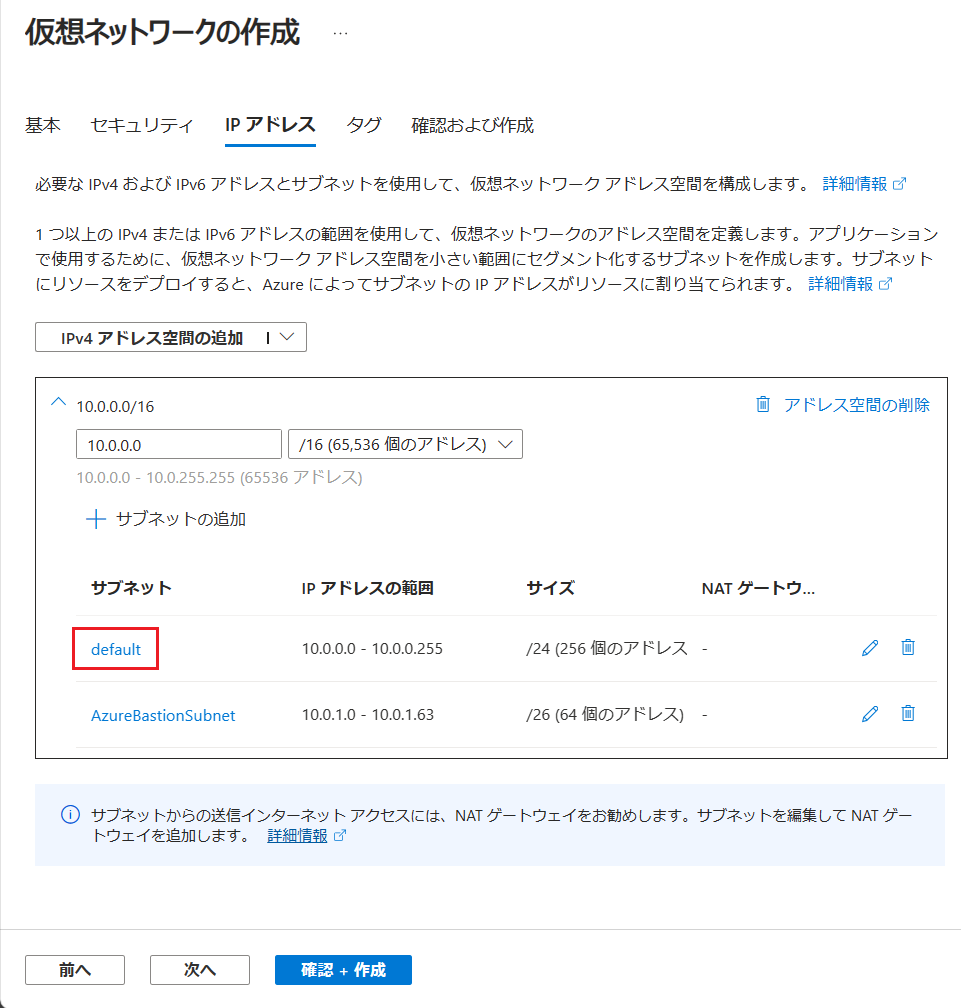 仮想ネットワークの作成 ...
基本 セキュリティ IP アドレス タグ 確認および作成
必要な IPv4 および IPv6 アドレスとサブネットを使用して、仮想ネットワーク アドレス空間を構成します。 詳細情報
1 つ以上の IPv4 または IPv6 アドレスの範囲を使用して、仮想ネットワークのアドレス空間を定義します。アプリケーション
で使用するために、仮想ネットワーク アドレス空間を小さい範囲にセグメント化するサブネットを作成します。サブネット
にリソースをデプロイすると、Azure によってサブネットの IP アドレスがリソースに割り当てられます。 詳細情報
IPv4 アドレス空間の追加 |
10.0.0.0/16 アドレス空間の削除
10.0.0.0 /16 (65,536 個のアドレス)
10.0.0.0 - 10.0.255.255 (65536 アドレス)
サブネットの追加
サブネット IP アドレスの範囲 サイズ NAT ゲートウ...
default 10.0.0.0 - 10.0.0.255 /24 (256 個のアドレス -
AzureBastionSubnet 10.0.1.0 - 10.0.1.63 /26 (64 個のアドレス) -
サブネットからの送信インターネット アクセスには、NAT ゲートウェイをお勧めします。サブネットを編集して NAT ゲー
トウェイを追加します。 詳細情報
前へ 次へ 確認 + 作成